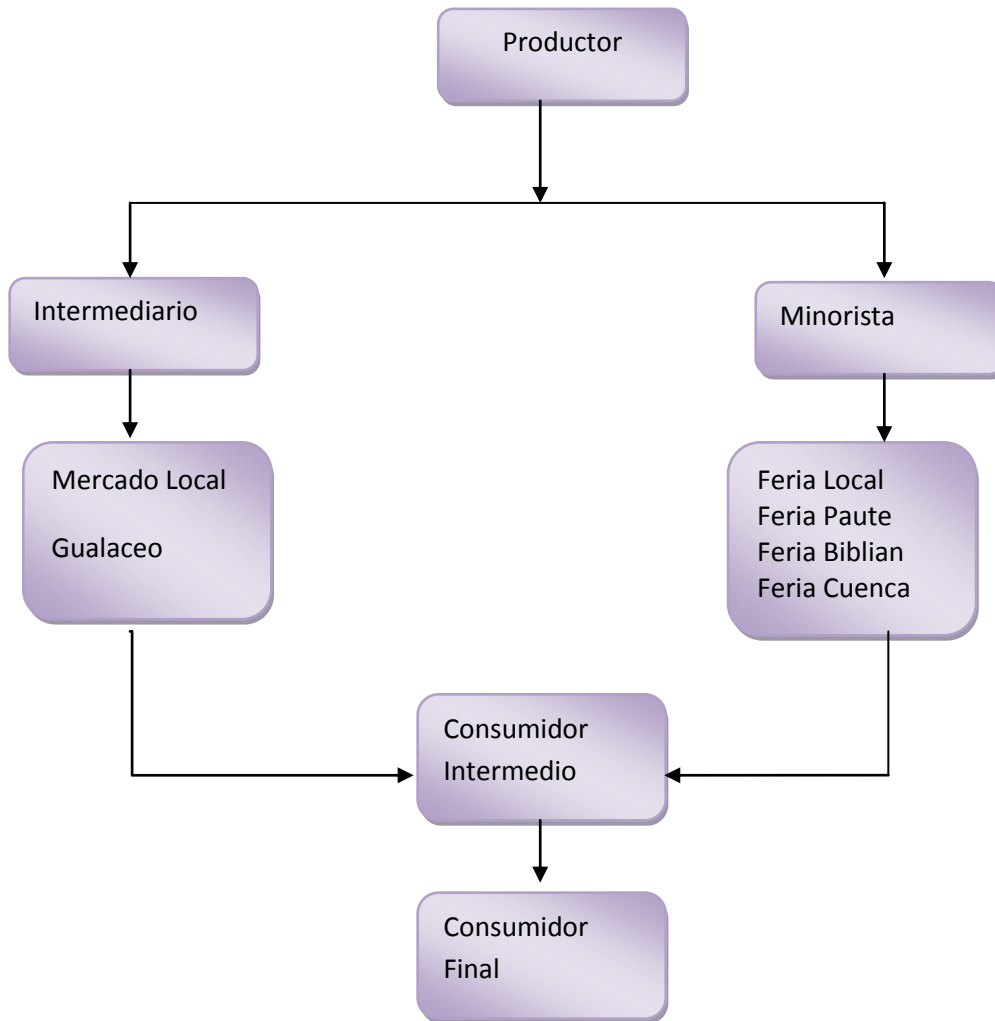 Productor
Intermediario
Minorista
Mercado Local
Gualaceo
Feria Local
Feria Paute
Feria Biblian
Feria Cuenca
Consumidor
Intermedio
Consumidor
Final